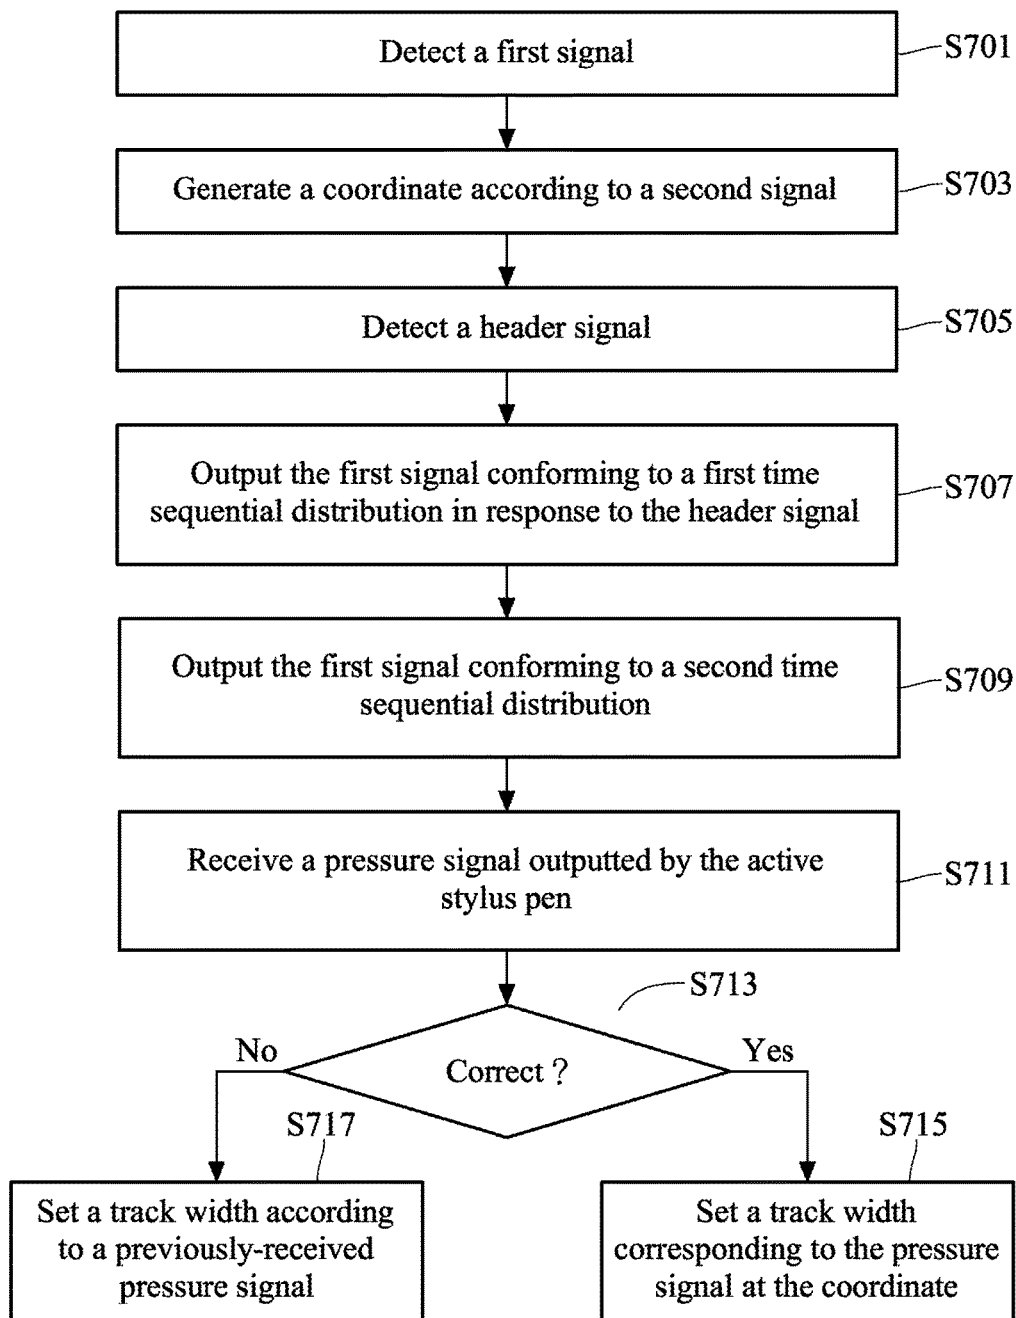 Detect a first signal
S701
Generate a coordinate according to a second signal
S703
Detect a header signal
S705
Output the first signal conforming to a first time
sequential distribution in response to the header signal
S707
Output the first signal conforming to a second time
sequential distribution
S709
Receive a pressure signal outputted by the active
stylus pen
S711
S713
No
Correct ?
Yes
S717
S715
Set a track width according
to a previously-received
pressure signal
Set a track width
corresponding to the pressure
signal at the coordinate